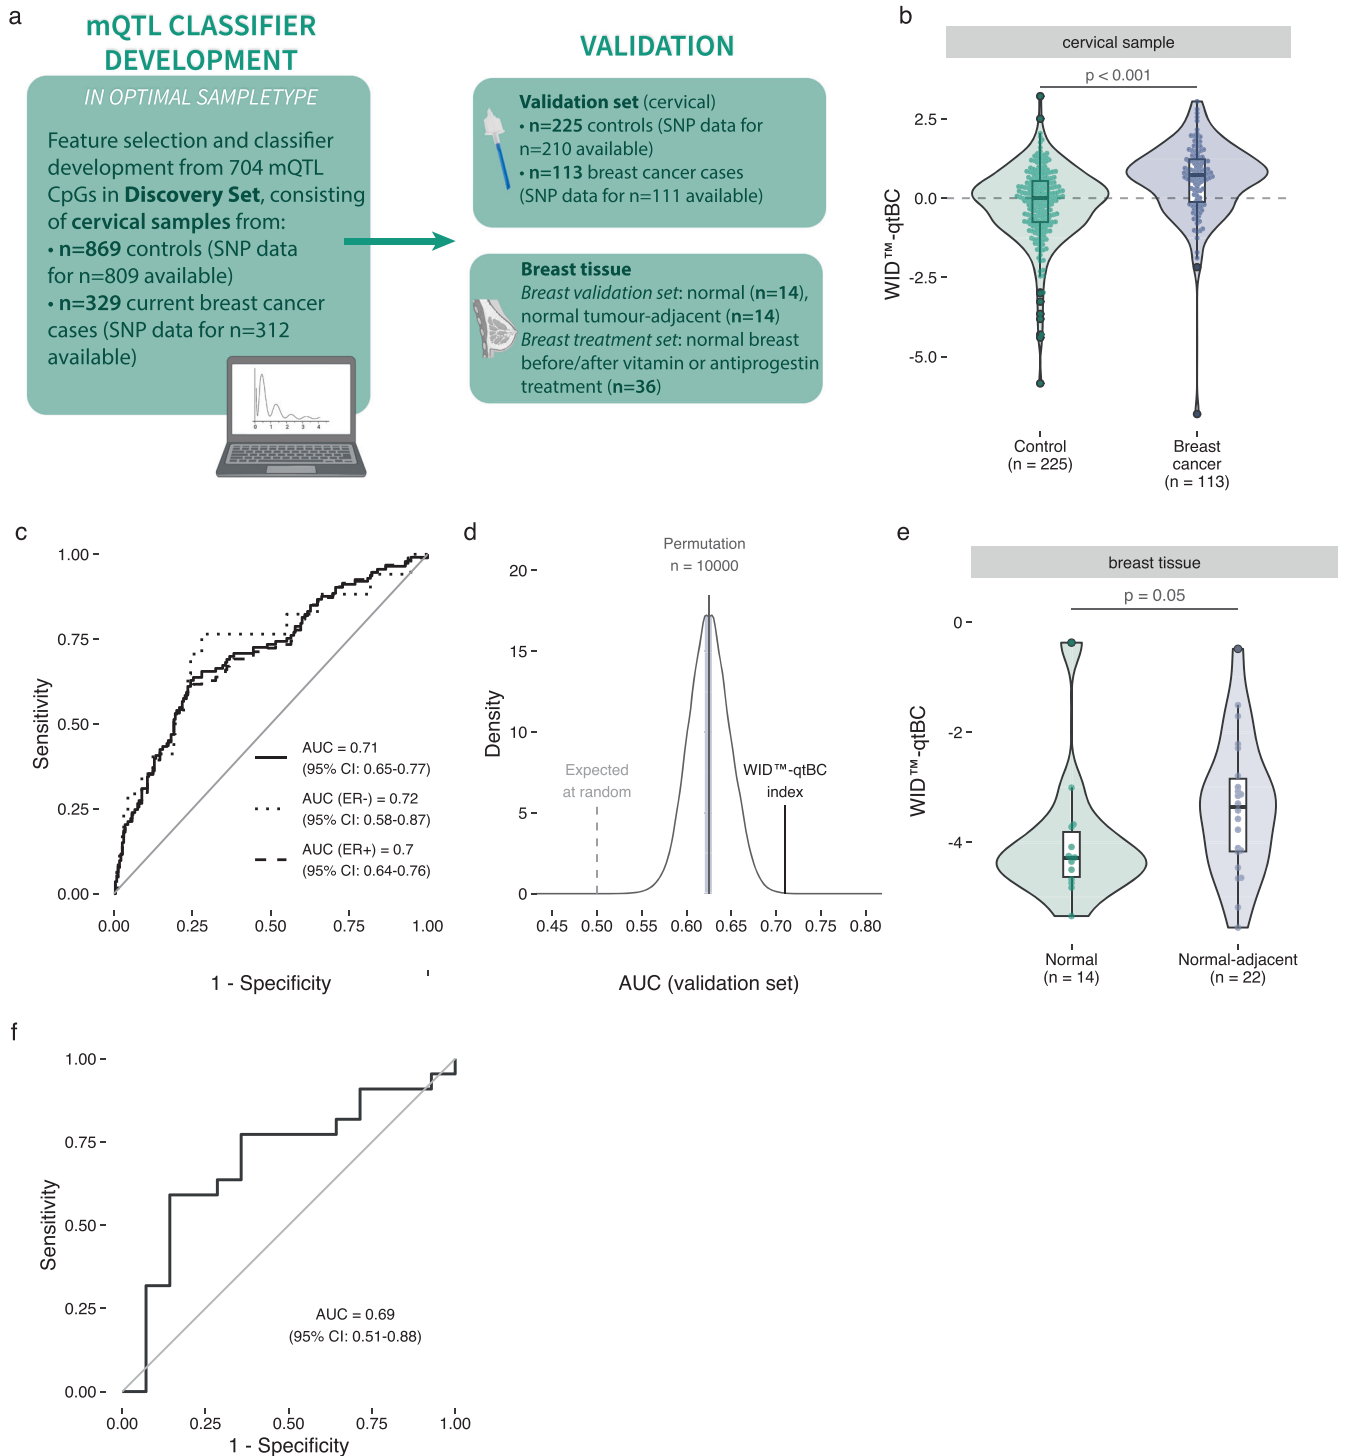 a
mQTL CLASSIFIER
DEVELOPMENT
IN OPTIMAL SAMPLETYPE
Feature selection and classifier
development from 704 mQTL
CpGs in Discovery Set, consisting
of cervical samples from:
• n=869 controls (SNP data
for n=809 available)
• n=329 current breast cancer
cases (SNP data for n=312
available)
0 1 2 3 4
VALIDATION
Validation set (cervical)
• n=225 controls (SNP data for
n=210 available)
• n=113 breast cancer cases
(SNP data for n=111 available)
Breast tissue
Breast validation set: normal (n=14),
normal tumour-adjacent (n=14)
Breast treatment set: normal breast
before/after vitamin or antiprogestin
treatment (n=36)
b
cervical sample
p < 0.001
WID™-qtBC
2.5
0.0
-2.5
-5.0
Control
(n = 225)
Breast
cancer
(n = 113)
c
Sensitivity
1.00
0.75
0.50
0.25
0.00
AUC = 0.71
(95% CI: 0.65-0.77)
AUC (ER-) = 0.72
(95% CI: 0.58-0.87)
AUC (ER+) = 0.7
(95% CI: 0.64-0.76)
0.00 0.25 0.50 0.75 1.00
1 - Specificity
d
Permutation
n = 10000
Density
20
15
10
5
0
Expected
at random
WID™-qtBC
index
0.45 0.50 0.55 0.60 0.65 0.70 0.75 0.80
AUC (validation set)
e
breast tissue
p = 0.05
WID™-qtBC
0
-2
-4
Normal
(n = 14)
Normal-adjacent
(n = 22)
f
Sensitivity
1.00
0.75
0.50
0.25
0.00
AUC = 0.69
(95% CI: 0.51-0.88)
0.00 0.25 0.50 0.75 1.00
1 - Specificity